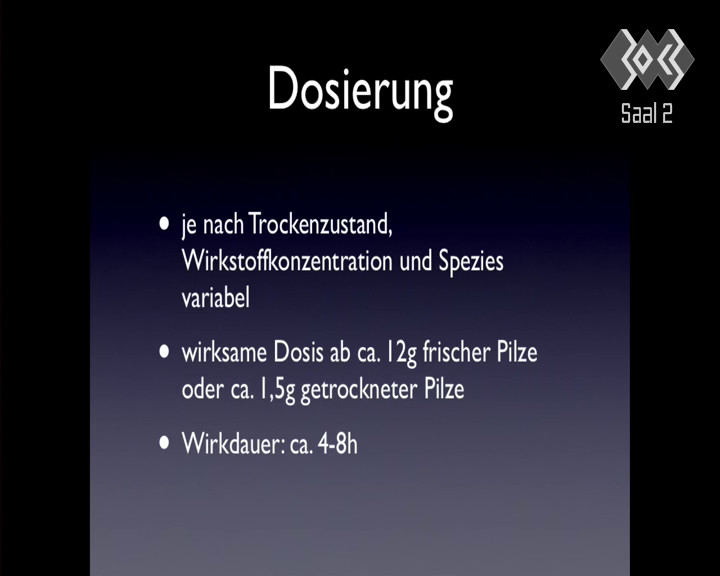 Dosierung
Saal 2
• je nach Trockenzustand,
Wirkstoffkonzentration und Spezies
variabel
• wirksame Dosis ab ca. 12g frischer Pilze
oder ca. 1,5g getrockneter Pilze
• Wirkdauer: ca. 4-8h